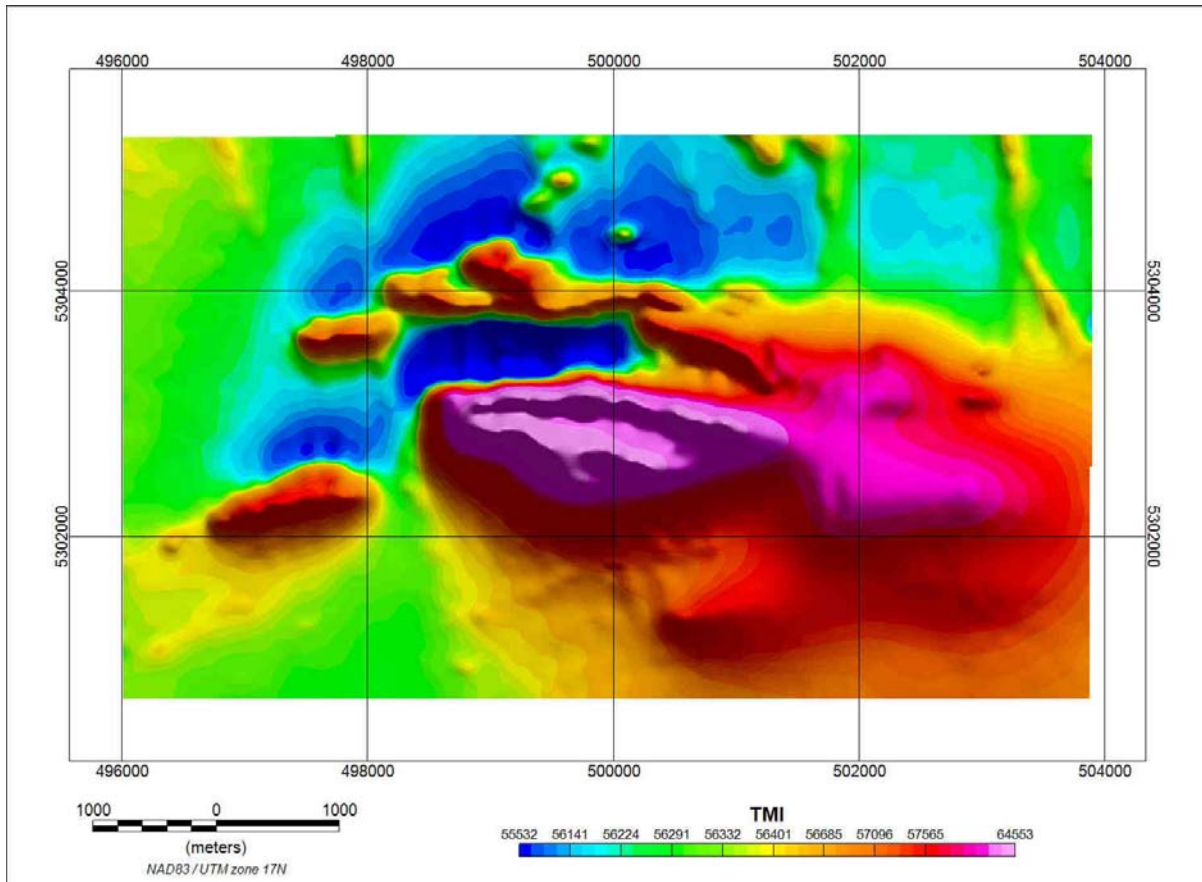 496000 498000 500000 502000 504000
5304000 5304000
5302000 5302000
496000 498000 500000 502000 504000
1000 0 1000
(meters)
NAD83 / UTM zone 17N
TMI
55532 56141 56224 56291 56332 56401 56685 57096 57565 64553